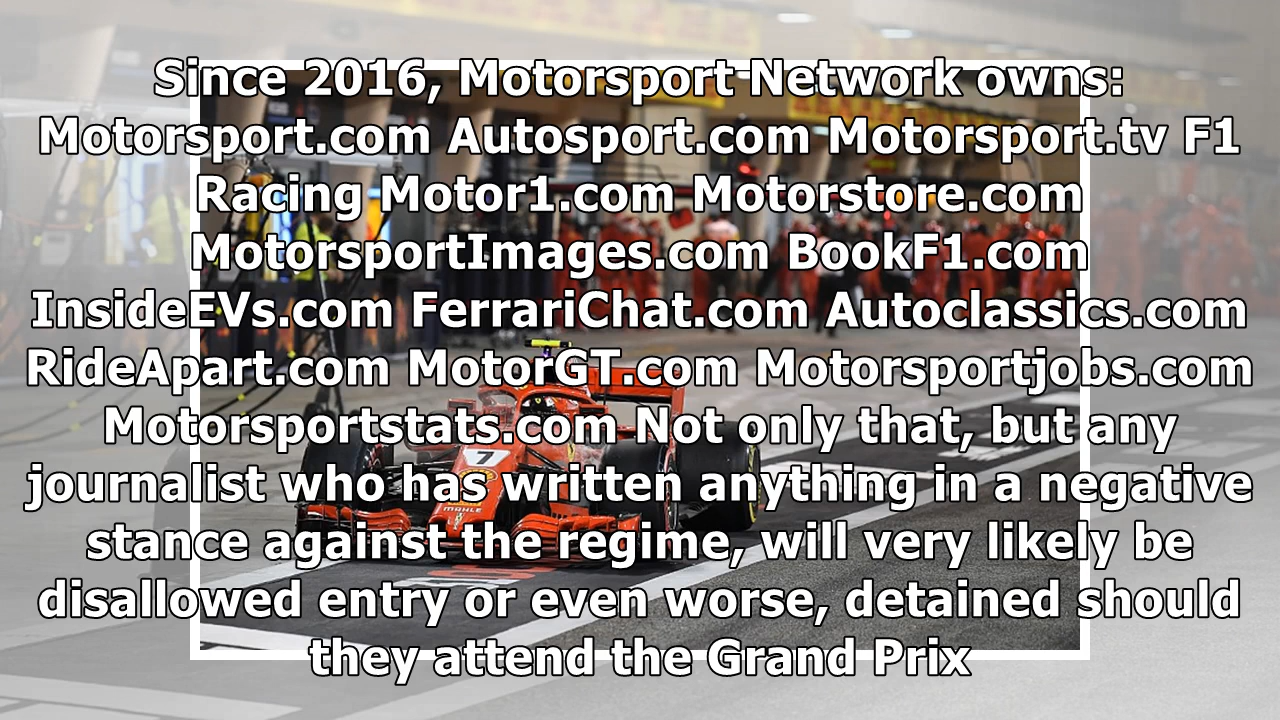 Since 2016, Motorsport Network owns:
Motorsport.com Autosport.com Motorsport.tv F1
Racing Motor1.com Motorstore.com
MotorsportImages.com BookF1.com
InsideEVs.com FerrariChat.com Autoclassics.com
RideApart.com MotorGT.com Motorsportjobs.com
Motorsportstats.com Not only that, but any
journalist who has written anything in a negative
stance against the regime, will very likely be
disallowed entry or even worse, detained should
they attend the Grand Prix
7
MAHLE